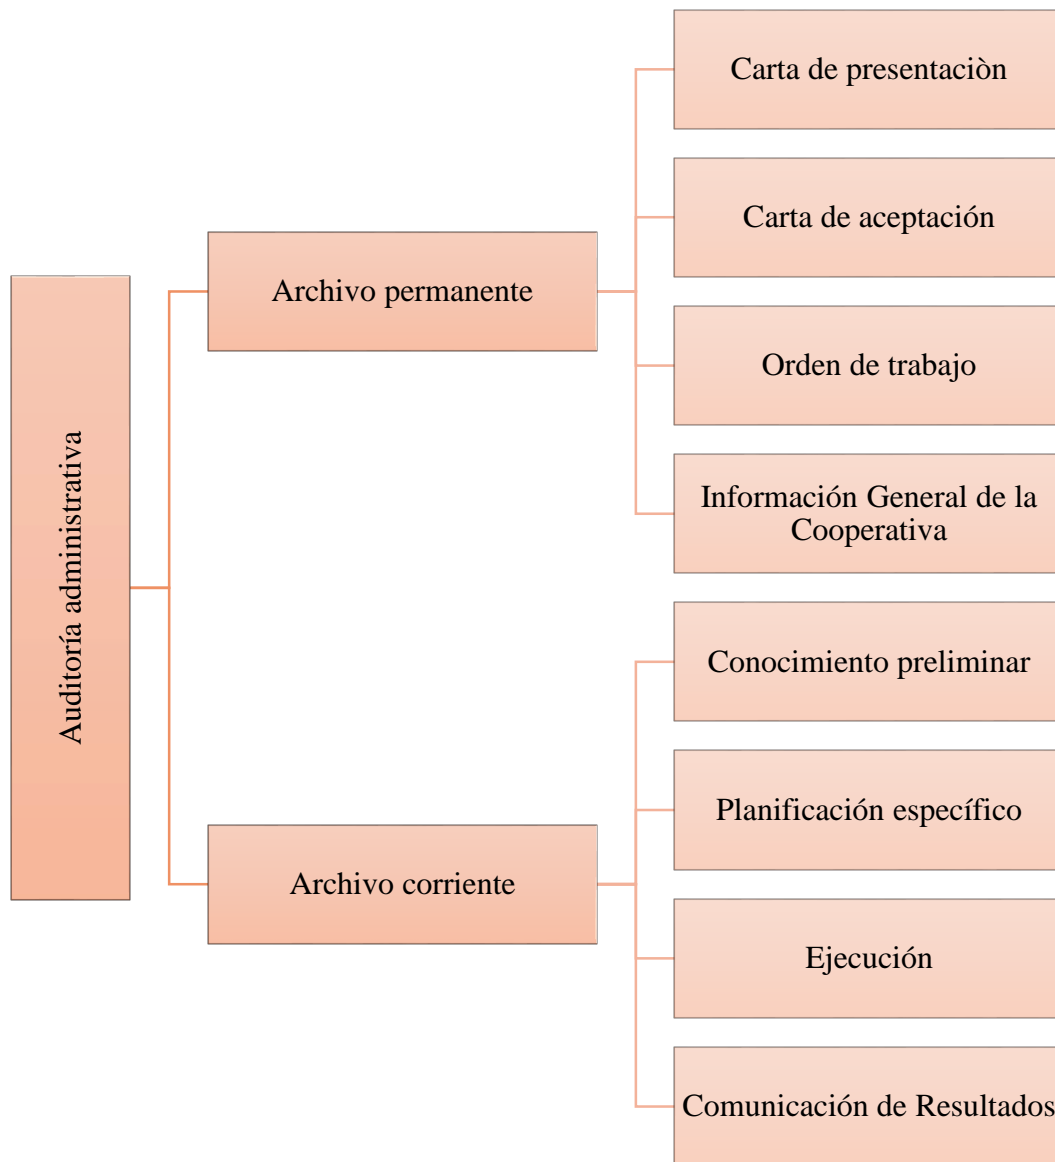 Auditoría administrativa
Archivo permanente
Carta de presentaciòn
Carta de aceptación
Orden de trabajo
Información General de la
Cooperativa
Archivo corriente
Conocimiento preliminar
Planificación específico
Ejecución
Comunicación de Resultados